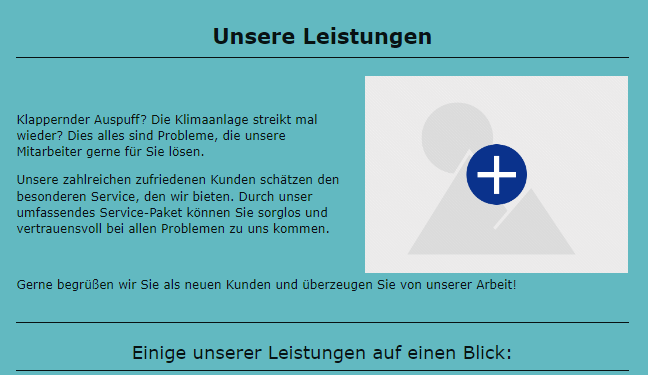 Unsere Leistungen
Klappernder Auspuff? Die Klimaanlage streikt mal
wieder? Dies alles sind Probleme, die unsere
Mitarbeiter gerne für Sie lösen.
Unsere zahlreichen zufriedenen Kunden schätzen den
besonderen Service, den wir bieten. Durch unser
umfassendes Service-Paket können Sie sorglos und
vertrauensvoll bei allen Problemen zu uns kommen.
Gerne begrüßen wir Sie als neuen Kunden und überzeugen Sie von unserer Arbeit!
Einige unserer Leistungen auf einen Blick: